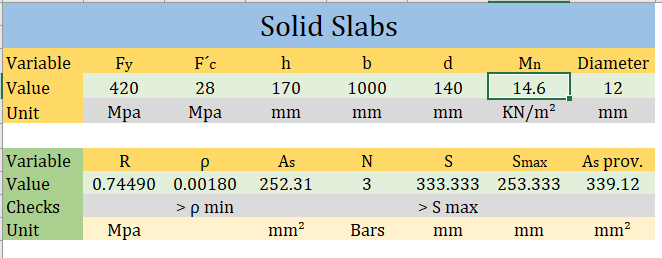 Solid Slabs
Variable Fy F´c h b d Mn Diameter
Value 420 28 170 1000 140 14.6 12
Unit Mpa Mpa mm mm mm KN/m² mm
Variable R ρ As N S Smax As prov.
Value 0.74490 0.00180 252.31 3 333.333 253.333 339.12
Checks > ρ min > S max
Unit Mpa mm² Bars mm mm mm²